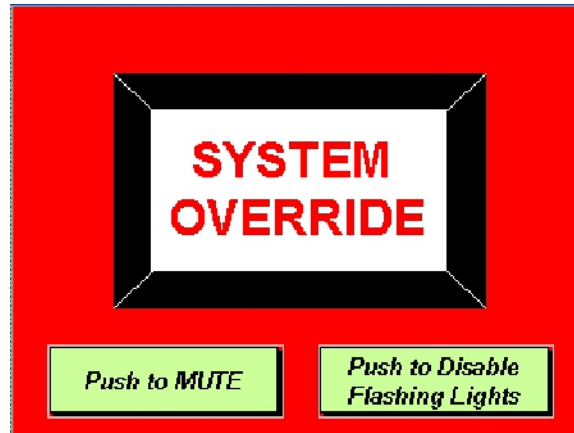 SYSTEM
OVERRIDE
Push to MUTE
Push to Disable
Flashing Lights